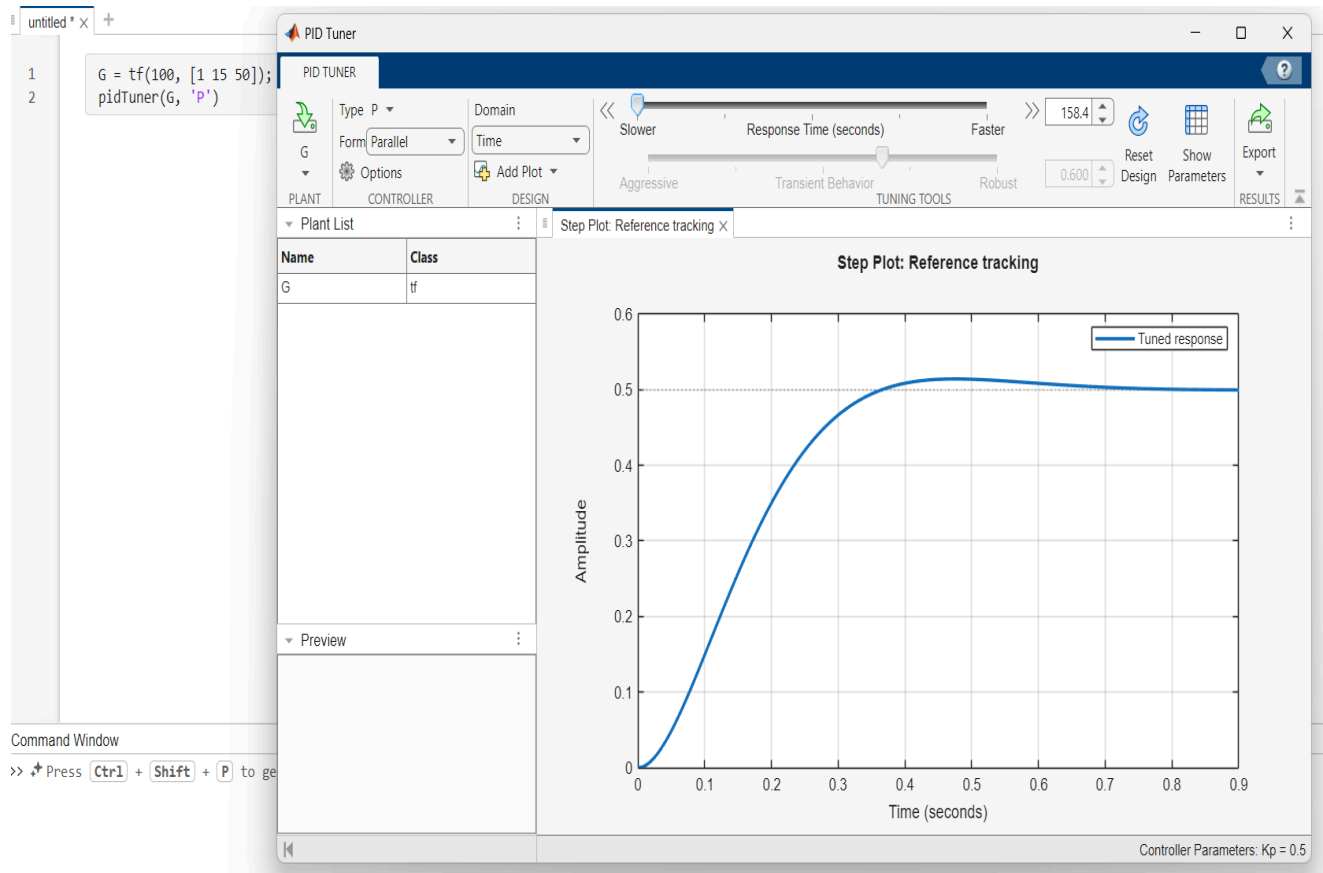 untitled * × +
1 G = tf(100, [1 15 50]);
2 pidTuner(G, 'P')
Command Window
>> Press Ctrl + Shift + P to ge
PID Tuner
PID TUNER
?
G
PLANT
Type P
Form Parallel
Options
CONTROLLER
Domain
Time
Add Plot
DESIGN
Slower Response Time (seconds) Faster
158.4
Aggressive Transient Behavior Robust
0.600
TUNING TOOLS
Reset Design
Show Parameters
Export
RESULTS
Plant List
Name Class
G tf
Preview
Step Plot: Reference tracking ×
Step Plot: Reference tracking
Tuned response
0.6
0.5
0.4
0.3
0.2
0.1
0
Amplitude
0 0.1 0.2 0.3 0.4 0.5 0.6 0.7 0.8 0.9
Time (seconds)
Controller Parameters: Kp = 0.5